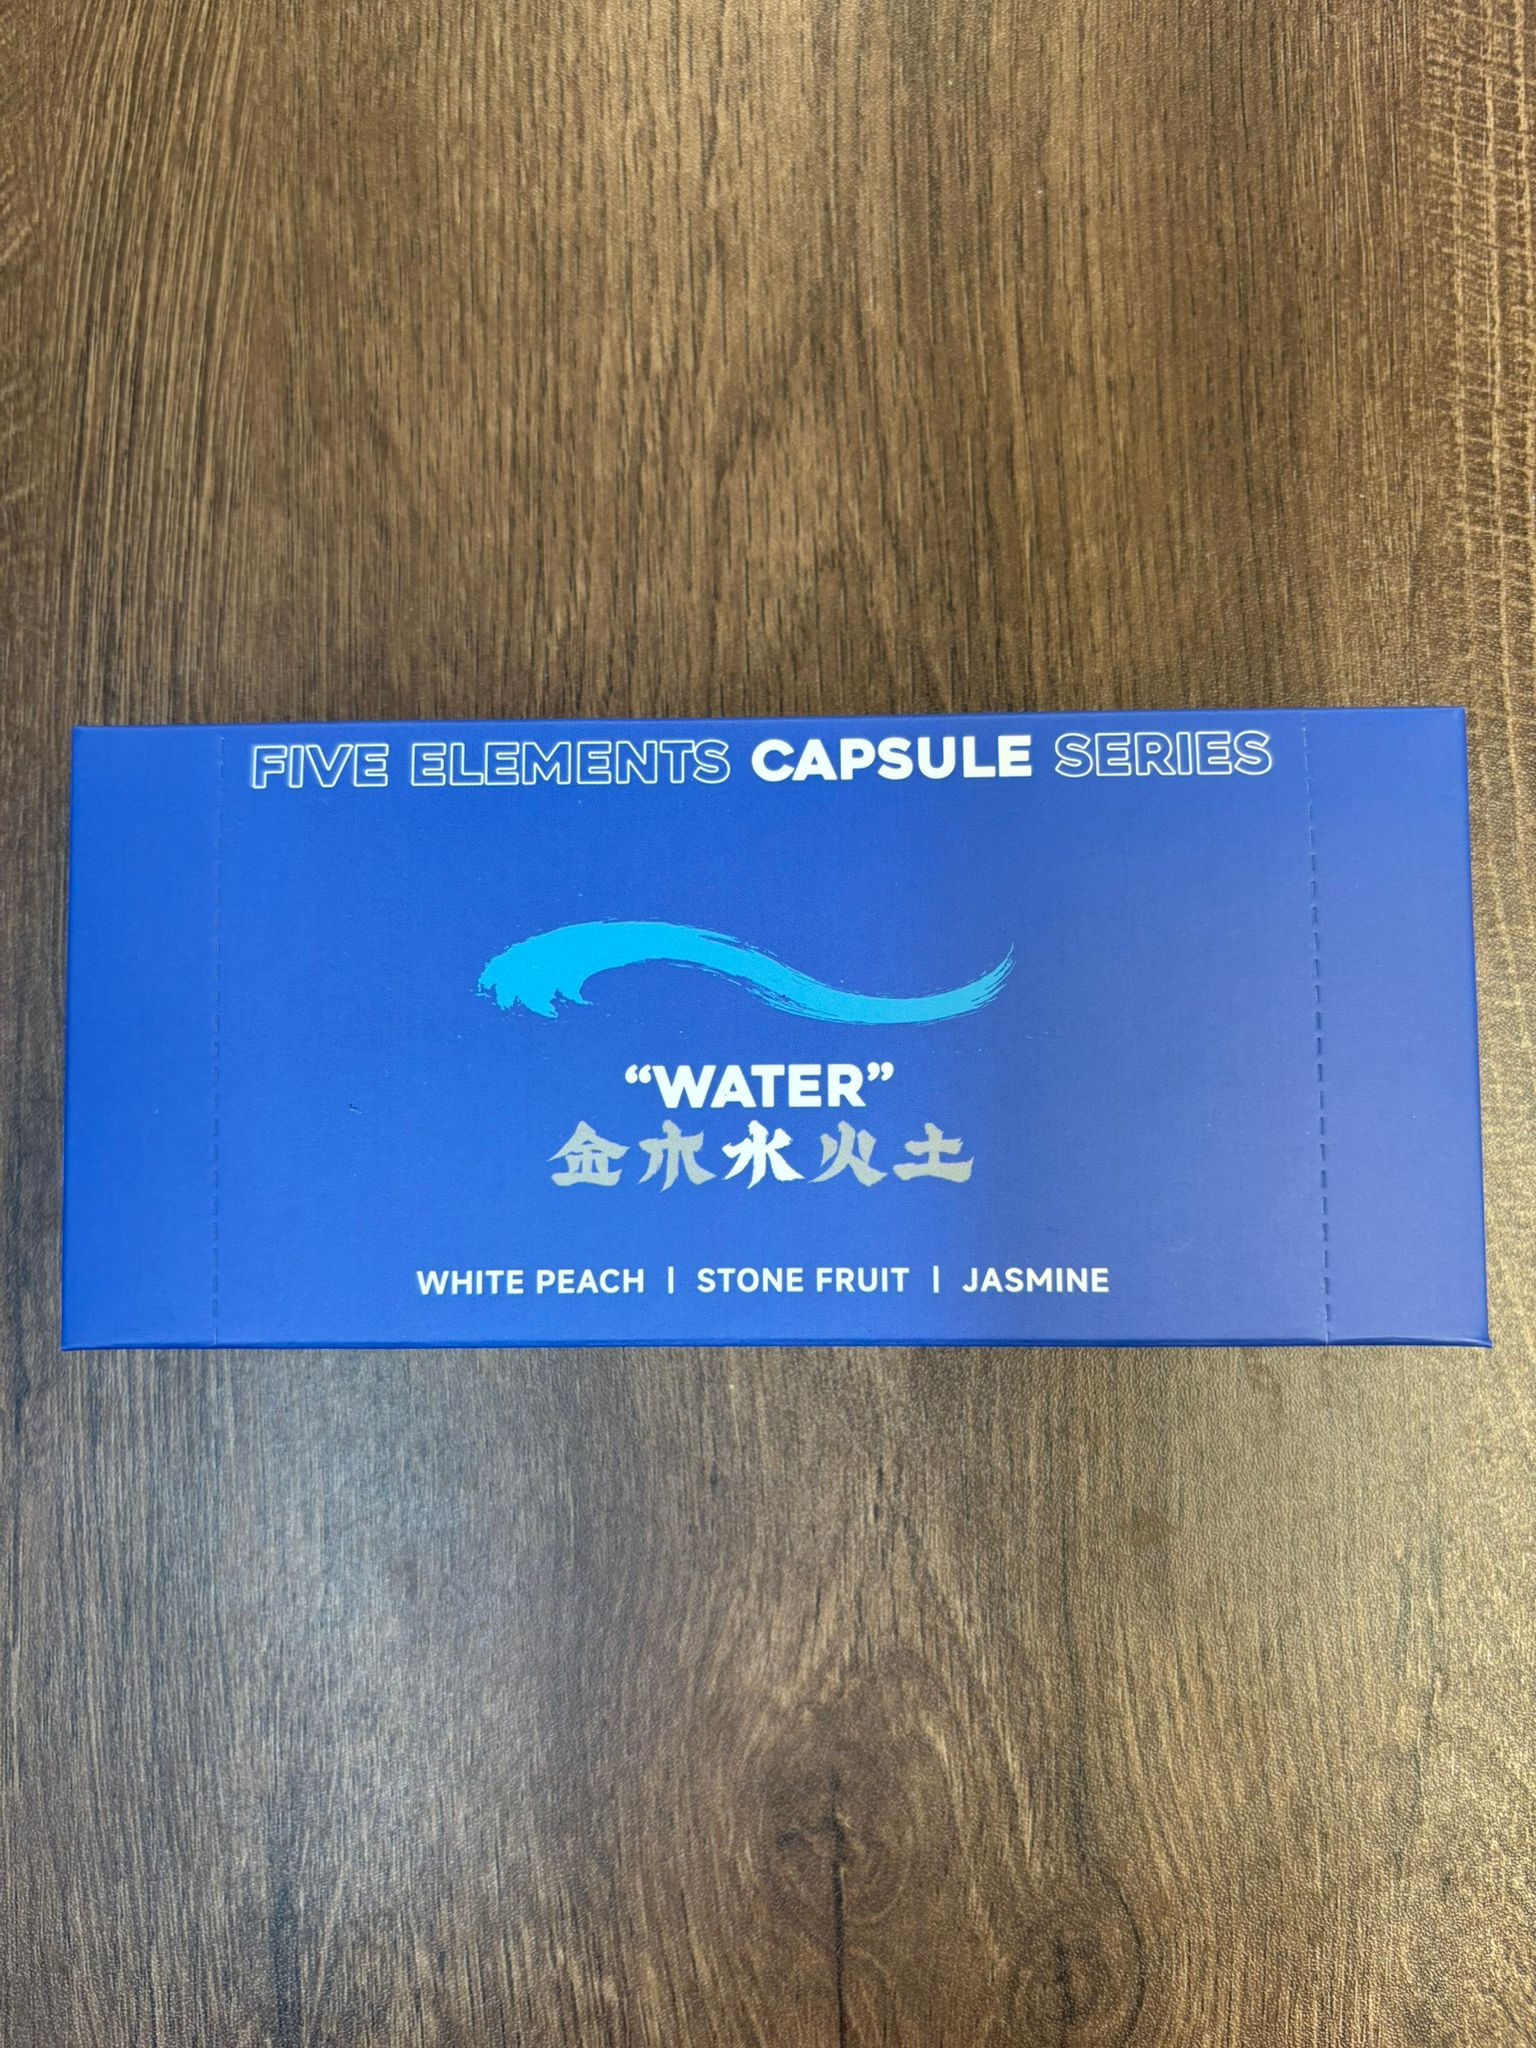 FIVE ELEMENTS CAPSULE SERIES
“WATER”
金木水火土
WHITE PEACH | STONE FRUIT | JASMINE